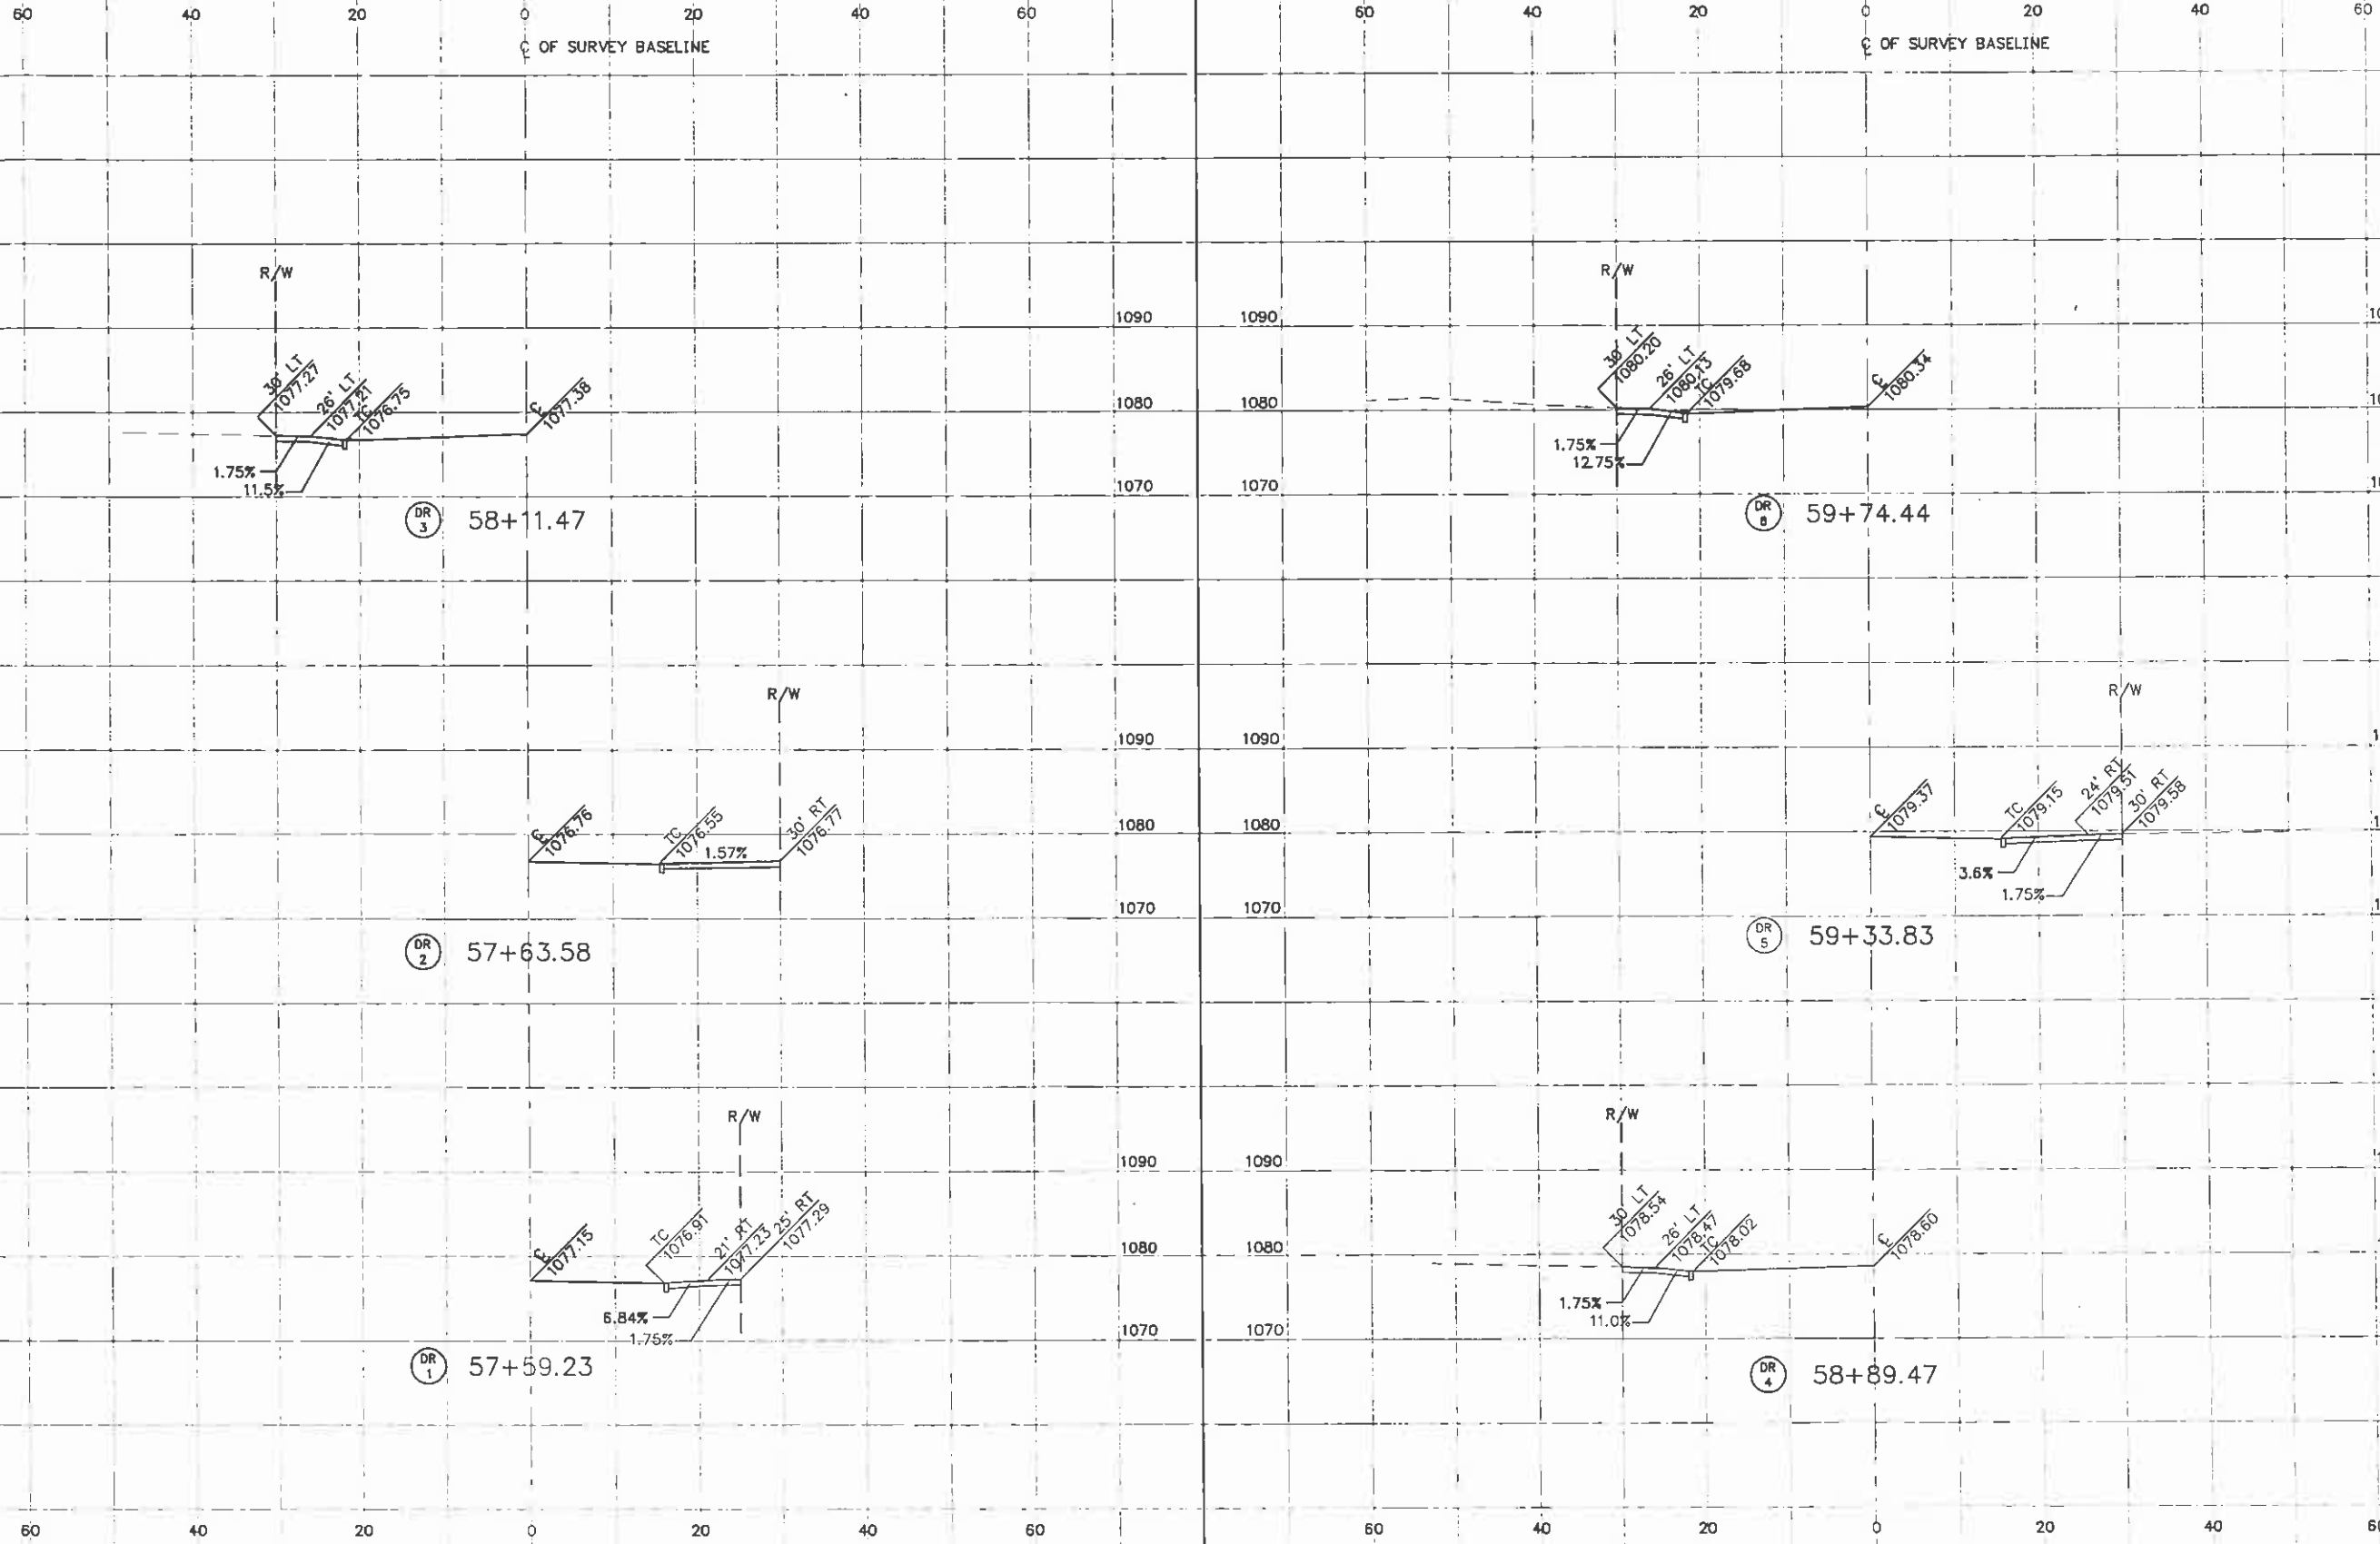 60 40 20 0 20 40 60 60 40 20 0 20 40 60
℄ OF SURVEY BASELINE
℄ OF SURVEY BASELINE
R/W
1090
30' LT
1077.27
26' LT
1077.21
TC
1076.75
℄
1077.38
1080
1.75%
11.5%
1070
DR
3
58+11.47
R/W
1090
℄
1076.76
TC
1076.55
1.57%
30' RT
1076.77
1080
1070
DR
2
57+63.58
R/W
1090
℄
1077.15
TC
1076.91
21' RT
1077.23
25' RT
1077.29
1080
6.84%
1.75%
1070
DR
1
57+59.23
R/W
1090
30' LT
1080.20
26' LT
1080.13
TC
1079.68
℄
1080.34
1080
1.75%
12.75%
1070
DR
59+74.44
R/W
1090
℄
1079.37
TC
1079.15
24' RT
1079.51
30' RT
1079.58
1080
3.6%
1.75%
1070
DR
5
59+33.83
R/W
1090
30' LT
1078.54
26' LT
1078.47
TC
1078.02
℄
1078.60
1080
1.75%
11.0%
1070
DR
4
58+89.47
60 40 20 0 20 40 60 60 40 20 0 20 40